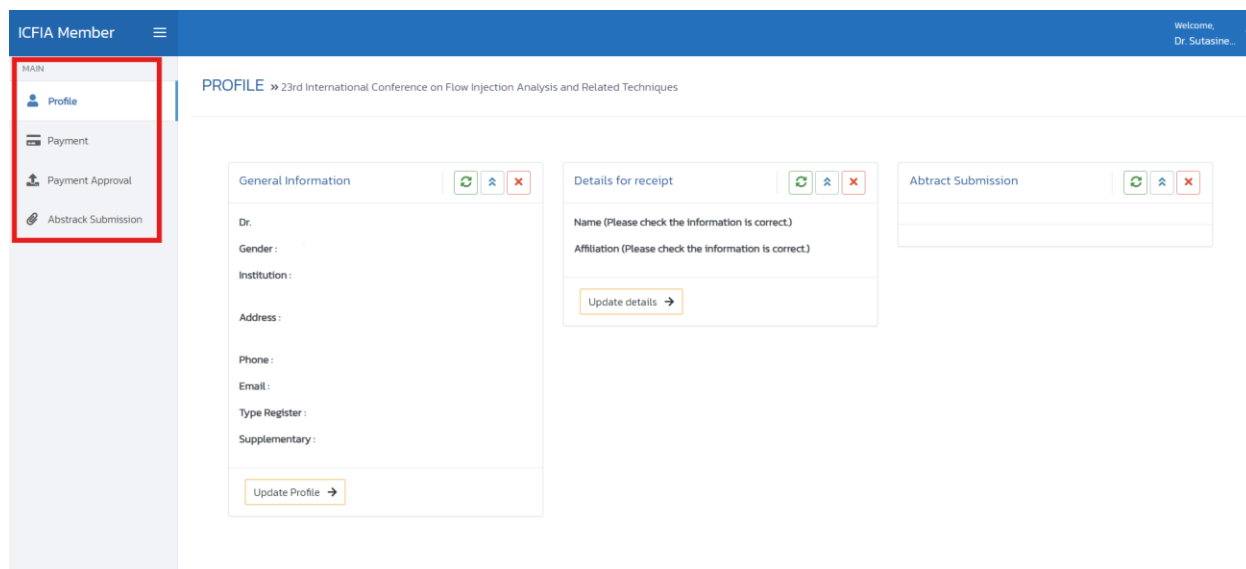 ICFIA Member
Welcome,
Dr. Sutasine...
MAIN
Profile
Payment
Payment Approval
Abstrack Submission
PROFILE » 23rd International Conference on Flow Injection Analysis and Related Techniques
General Information
Dr.
Gender :
Institution :
Address :
Phone :
Email :
Type Register :
Supplementary :
Update Profile →
Details for receipt
Name (Please check the information is correct.)
Affiliation (Please check the information is correct.)
Update details →
Abtract Submission